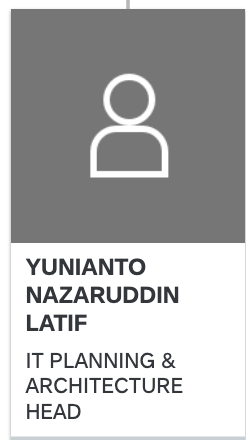 YUNIANTO
NAZARUDDIN
LATIF
IT PLANNING &
ARCHITECTURE
HEAD